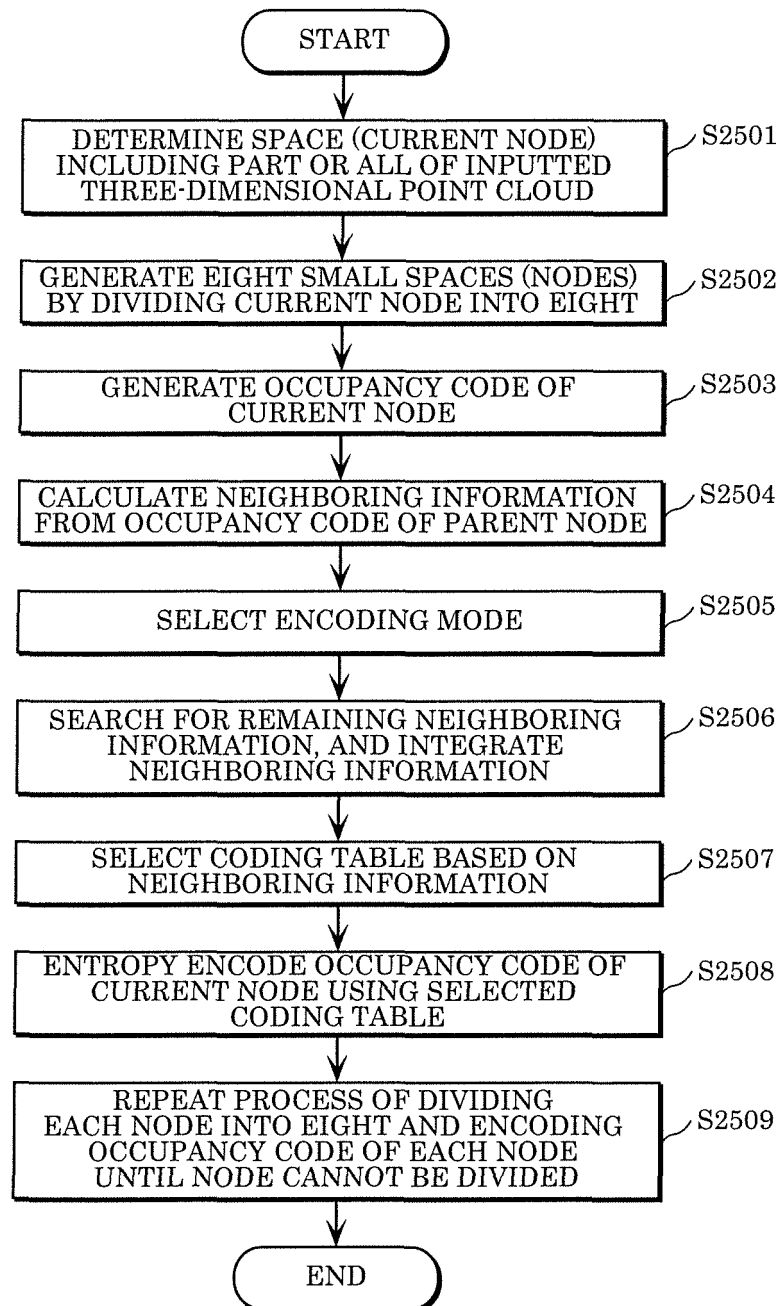 START
DETERMINE SPACE (CURRENT NODE)
INCLUDING PART OR ALL OF INPUTTED
THREE-DIMENSIONAL POINT CLOUD
S2501
GENERATE EIGHT SMALL SPACES (NODES)
BY DIVIDING CURRENT NODE INTO EIGHT
S2502
GENERATE OCCUPANCY CODE OF
CURRENT NODE
S2503
CALCULATE NEIGHBORING INFORMATION
FROM OCCUPANCY CODE OF PARENT NODE
S2504
SELECT ENCODING MODE
S2505
SEARCH FOR REMAINING NEIGHBORING
INFORMATION, AND INTEGRATE
NEIGHBORING INFORMATION
S2506
SELECT CODING TABLE BASED ON
NEIGHBORING INFORMATION
S2507
ENTROPY ENCODE OCCUPANCY CODE OF
CURRENT NODE USING SELECTED
CODING TABLE
S2508
REPEAT PROCESS OF DIVIDING
EACH NODE INTO EIGHT AND ENCODING
OCCUPANCY CODE OF EACH NODE
UNTIL NODE CANNOT BE DIVIDED
S2509
END